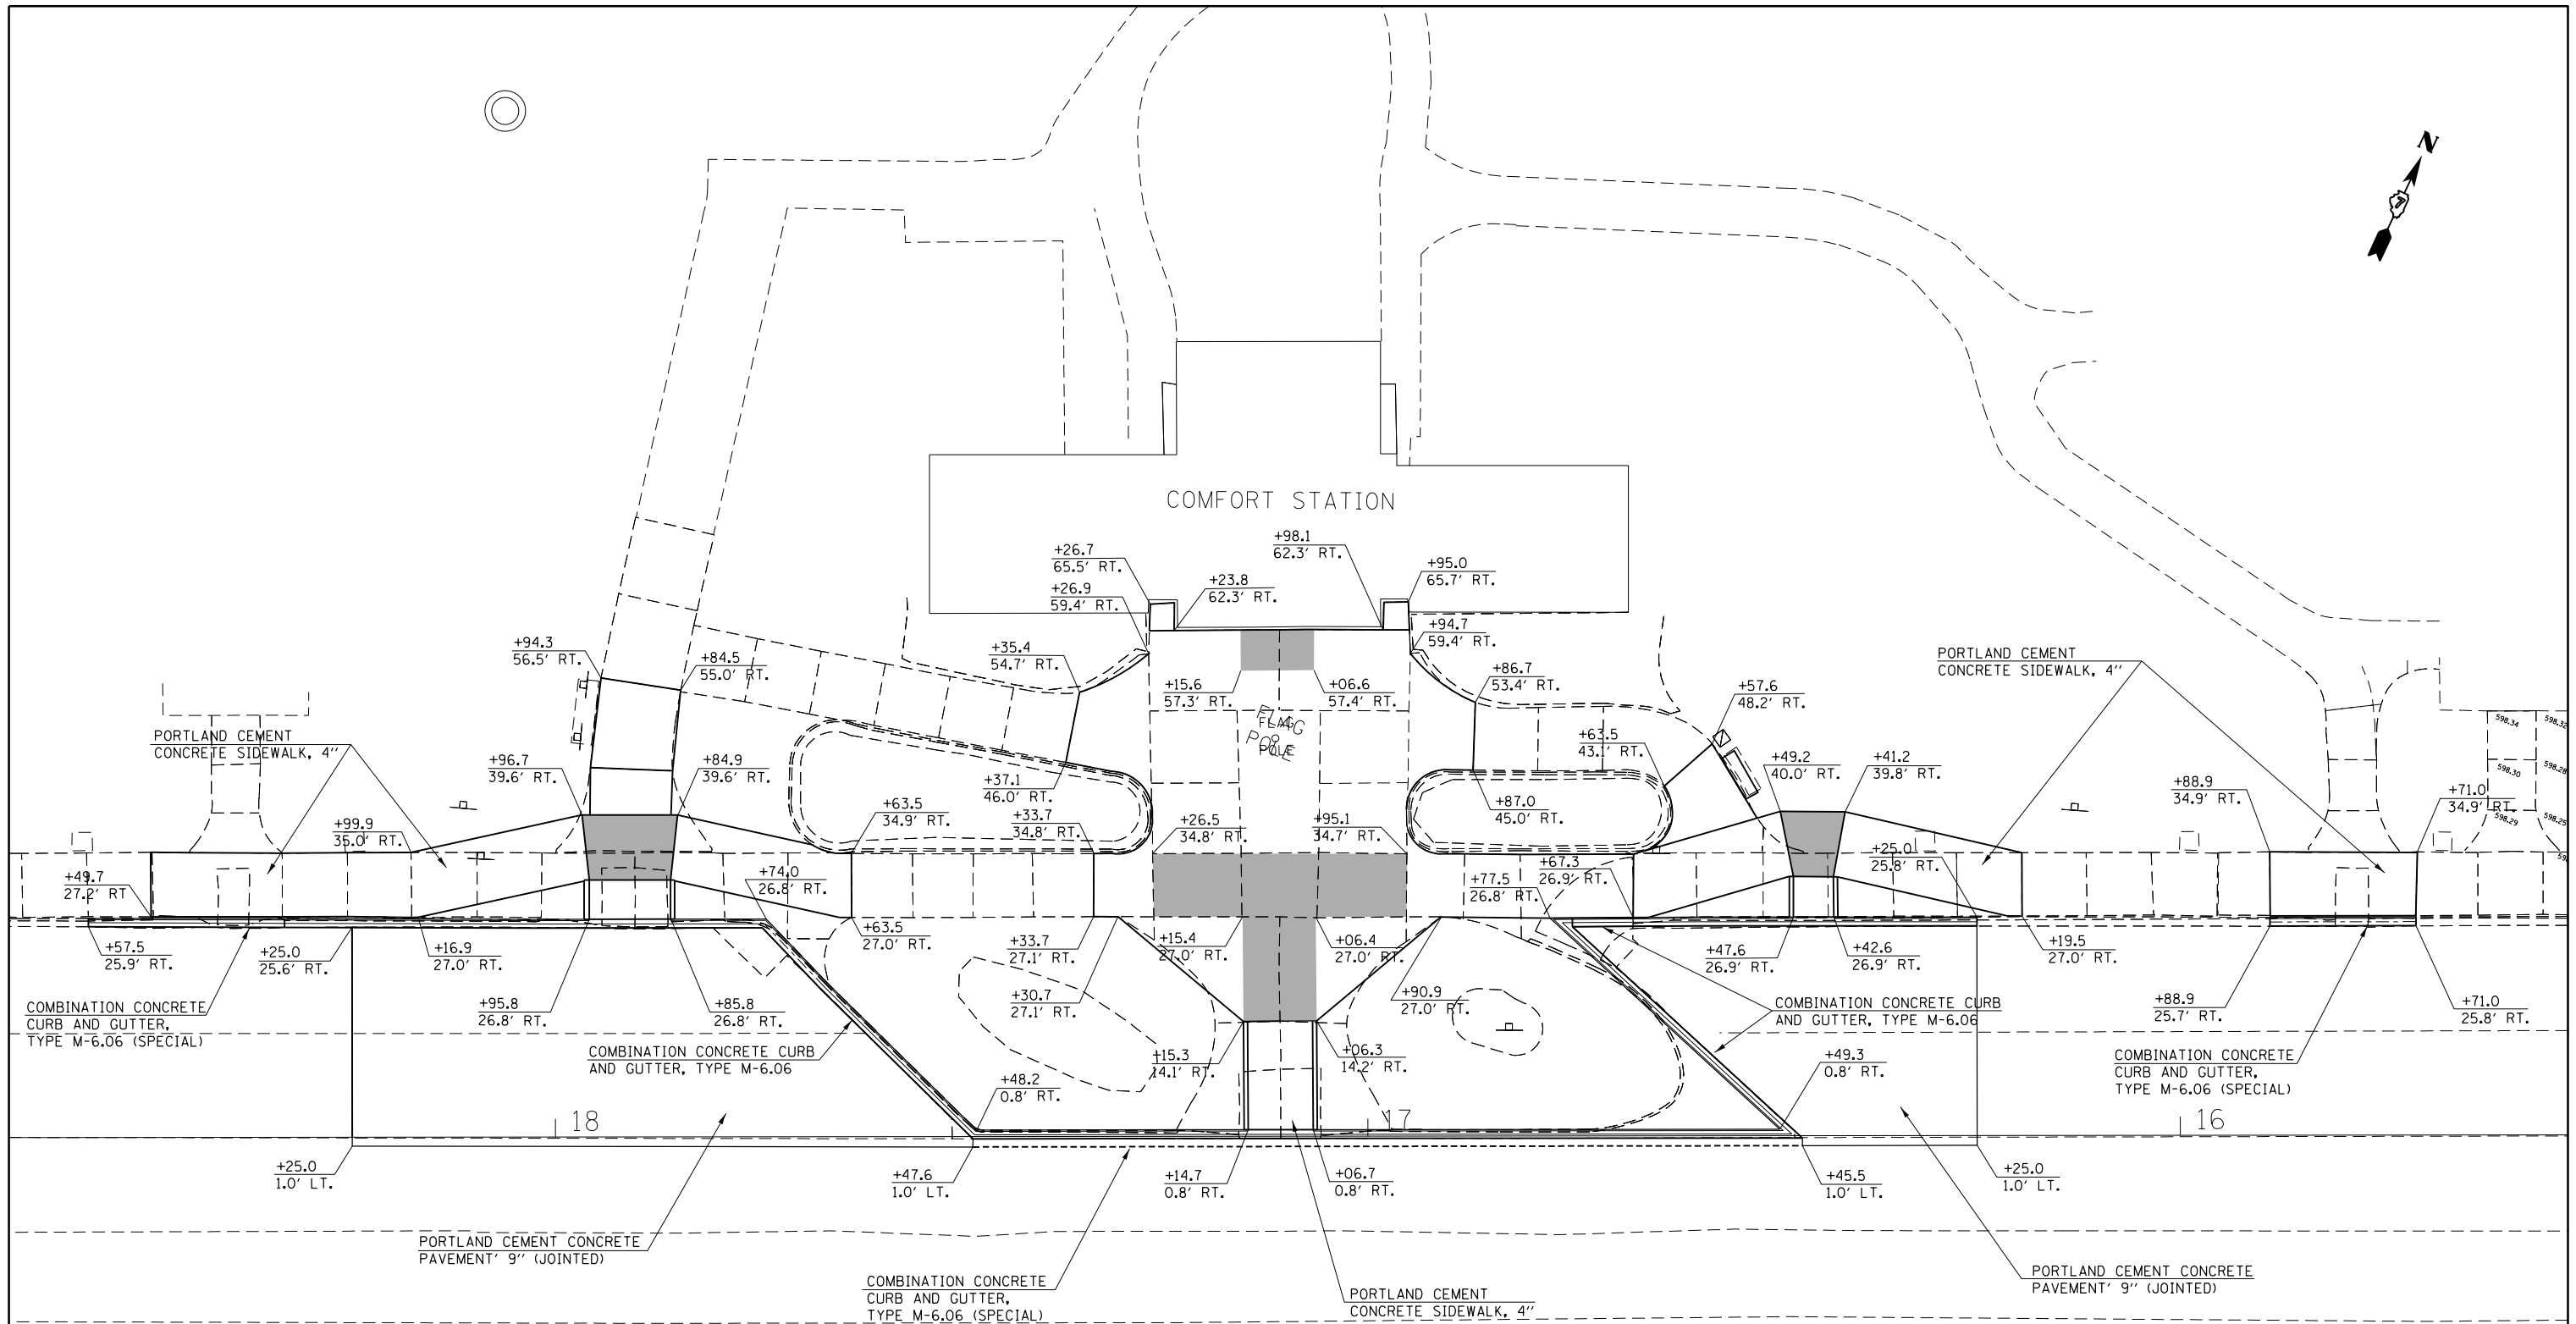 N
7
COMFORT STATION
+26.7
65.5' RT.
+98.1
62.3' RT.
+95.0
65.7' RT.
+26.9
59.4' RT.
+23.8
62.3' RT.
+94.3
56.5' RT.
+84.5
55.0' RT.
+35.4
54.7' RT.
+94.7
59.4' RT.
+86.7
53.4' RT.
+57.6
48.2' RT.
PORTLAND CEMENT
CONCRETE SIDEWALK, 4"
+15.6
57.3' RT.
+06.6
57.4' RT.
FLAG
POLE
FLAG
POLE
+63.5
43.1' RT.
598.34
598.32
598.30
598.28
598.29
598.25
PORTLAND CEMENT
CONCRETE SIDEWALK, 4"
+96.7
39.6' RT.
+84.9
39.6' RT.
+37.1
46.0' RT.
+87.0
45.0' RT.
+49.2
40.0' RT.
+41.2
39.8' RT.
+88.9
34.9' RT.
+71.0
34.9' RT.
+99.9
35.0' RT.
+63.5
34.9' RT.
+33.7
34.8' RT.
+26.5
34.8' RT.
+95.1
34.7' RT.
+49.7
27.2' RT
+74.0
26.8' RT.
+77.5
26.8' RT.
+67.3
26.9' RT.
+25.0
25.8' RT.
+57.5
25.9' RT.
+25.0
25.6' RT.
+16.9
27.0' RT.
+63.5
27.0' RT.
+33.7
27.1' RT.
+15.4
27.0' RT.
+06.4
27.0' RT.
+47.6
26.9' RT.
+42.6
26.9' RT.
+19.5
27.0' RT.
+95.8
26.8' RT.
+85.8
26.8' RT.
+30.7
27.1' RT.
+90.9
27.0' RT.
+88.9
25.7' RT.
+71.0
25.8' RT.
COMBINATION CONCRETE
CURB AND GUTTER,
TYPE M-6.06 (SPECIAL)
COMBINATION CONCRETE CURB
AND GUTTER, TYPE M-6.06
COMBINATION CONCRETE CURB
AND GUTTER, TYPE M-6.06
COMBINATION CONCRETE
CURB AND GUTTER,
TYPE M-6.06 (SPECIAL)
+48.2
0.8' RT.
+15.3
14.1' RT.
+06.3
14.2' RT.
+49.3
0.8' RT.
18
17
16
+25.0
1.0' LT.
+47.6
1.0' LT.
+14.7
0.8' RT.
+06.7
0.8' RT.
+45.5
1.0' LT.
+25.0
1.0' LT.
PORTLAND CEMENT CONCRETE
PAVEMENT' 9" (JOINTED)
COMBINATION CONCRETE
CURB AND GUTTER,
TYPE M-6.06 (SPECIAL)
PORTLAND CEMENT
CONCRETE SIDEWALK, 4"
PORTLAND CEMENT CONCRETE
PAVEMENT' 9" (JOINTED)